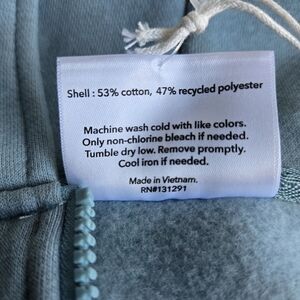 Shell : 53% cotton, 47% recycled polyester
Machine wash cold with like colors.
Only non-chlorine bleach if needed.
Tumble dry low. Remove promptly.
Cool iron if needed.
Made in Vietnam,
RN#131291